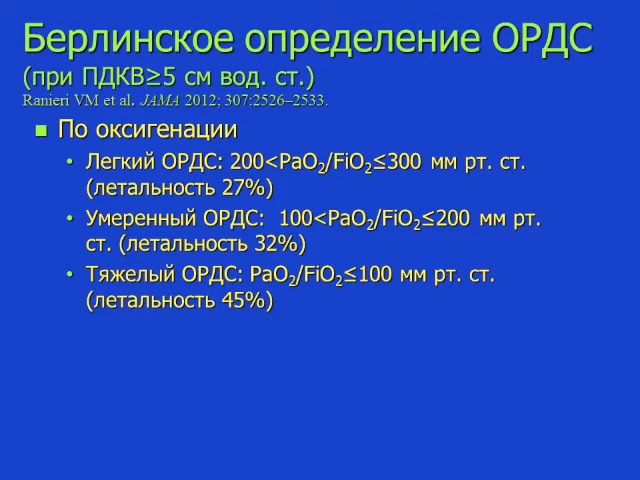 Берлинское определение ОРДС
(при ПДКВ≥5 см вод. ст.)
Ranieri VM et al. JAMA 2012; 307:2526–2533.
По оксигенации
Легкий ОРДС: 200<PaO₂/FiO₂≤300 мм рт. ст.
(летальность 27%)
Умеренный ОРДС: 100<PaO₂/FiO₂≤200 мм рт.
ст. (летальность 32%)
Тяжелый ОРДС: PaO₂/FiO₂≤100 мм рт. ст.
(летальность 45%)